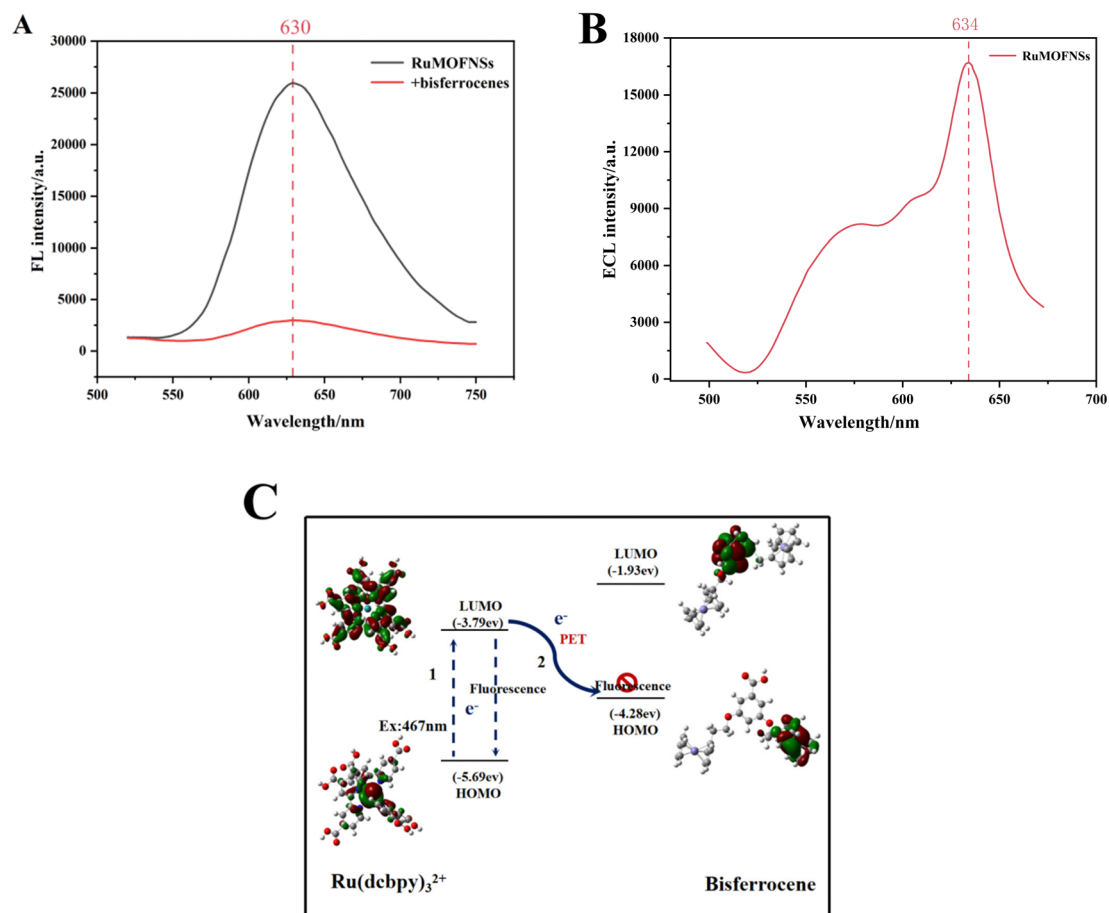 A
630
30000
25000
20000
15000
10000
5000
0
FL intensity/a.u.
RuMOFNSs
+bisferrocenes
500
550
600
650
700
750
Wavelength/nm
B
634
18000
15000
12000
9000
6000
3000
0
ECL intensity/a.u.
RuMOFNSs
500
550
600
650
700
Wavelength/nm
C
LUMO
(-3.79ev)
LUMO
(-1.93ev)
e⁻
PET
1
2
Fluorescence
e⁻
Ex:467nm
Fluorescence
(-4.28ev)
HOMO
(-5.69ev)
HOMO
Ru(dcbpy)₃²⁺
Bisferrocene